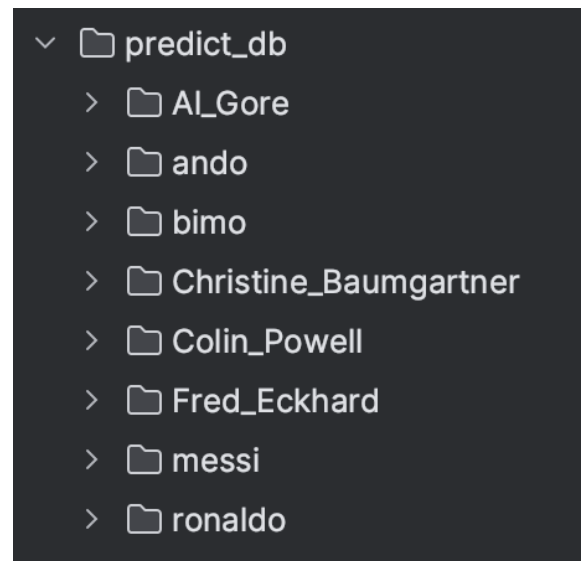 predict_db
Al_Gore
ando
bimo
Christine_Baumgartner
Colin_Powell
Fred_Eckhard
messi
ronaldo